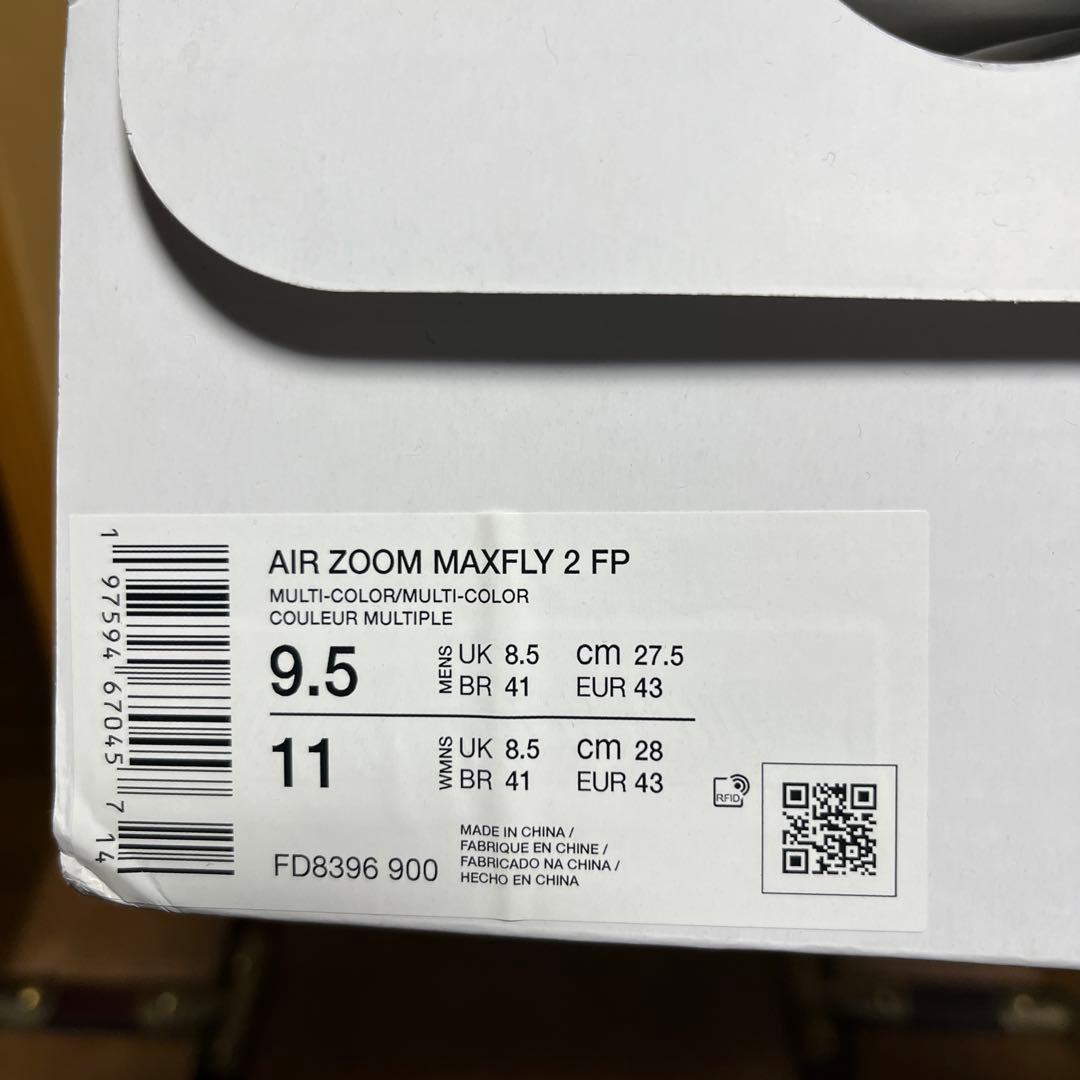 AIR ZOOM MAXFLY 2 FP
MULTI-COLOR/MULTI-COLOR
COULEUR MULTIPLE
9.5 MENS UK 8.5 cm 27.5
BR 41 EUR 43
11 WMNS UK 8.5 cm 28
BR 41 EUR 43
RFID
FD8396 900
MADE IN CHINA /
FABRIQUE EN CHINE /
FABRICADO NA CHINA /
HECHO EN CHINA
1 97594 67045 7 14